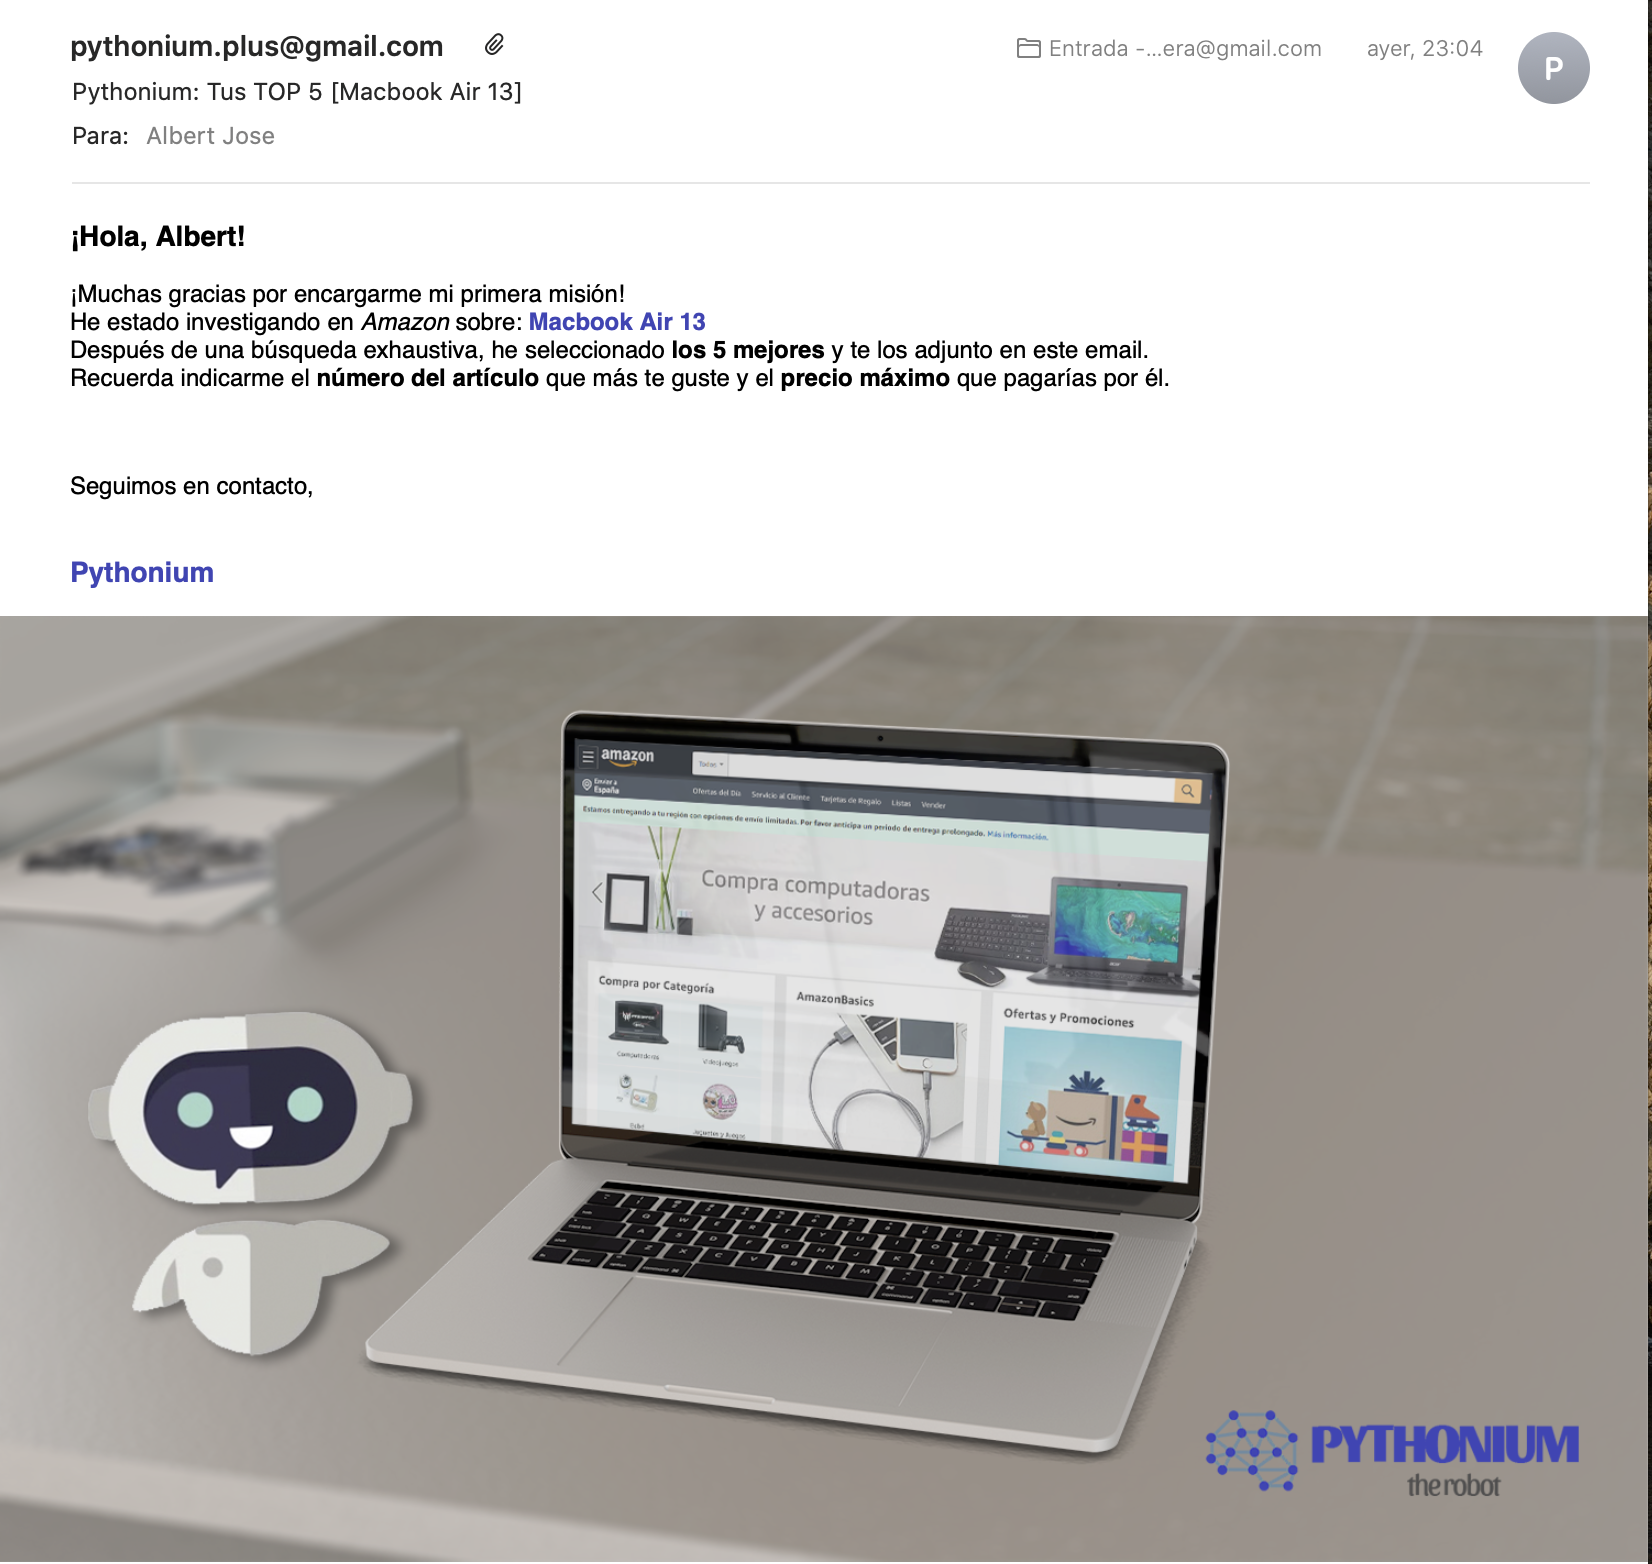 pythonium.plus@gmail.com
Entrada -...era@gmail.com
ayer, 23:04
P
Pythonium: Tus TOP 5 [Macbook Air 13]
Para: Albert Jose
¡Hola, Albert!
¡Muchas gracias por encargarme mi primera misión!
He estado investigando en Amazon sobre: Macbook Air 13
Después de una búsqueda exhaustiva, he seleccionado los 5 mejores y te los adjunto en este email.
Recuerda indicarme el número del artículo que más te guste y el precio máximo que pagarías por él.
Seguimos en contacto,
Pythonium
amazon
Todos
Enviar a
España
Ofertas del Día Servicio al Cliente Tarjetas de Regalo Listas Vender
Estamos entregando a tu región con opciones de envío limitadas. Por favor anticipa un periodo de entrega prolongado. Más información.
Compra computadoras
y accesorios
Compra por Categoría
AmazonBasics
Ofertas y Promociones
Computadoras
Videojuegos
Juguetes y Juegos
PYTHONIUM
the robot